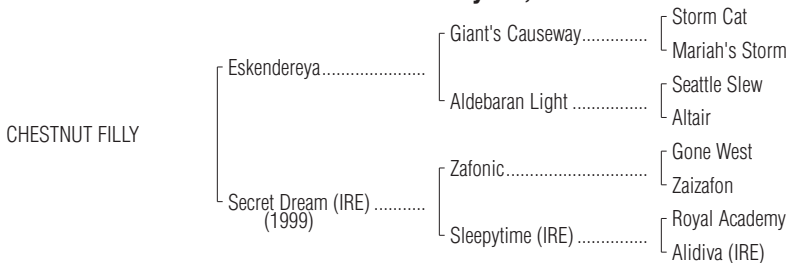 Storm Cat
Giant's Causeway..............
Mariah's Storm
Eskendereya......................
Seattle Slew
Aldebaran Light ................
Altair
CHESTNUT FILLY
Gone West
Zafonic..............................
Zaizafon
Secret Dream (IRE) ...........
(1999)
Royal Academy
Sleepytime (IRE) ...............
Alidiva (IRE)